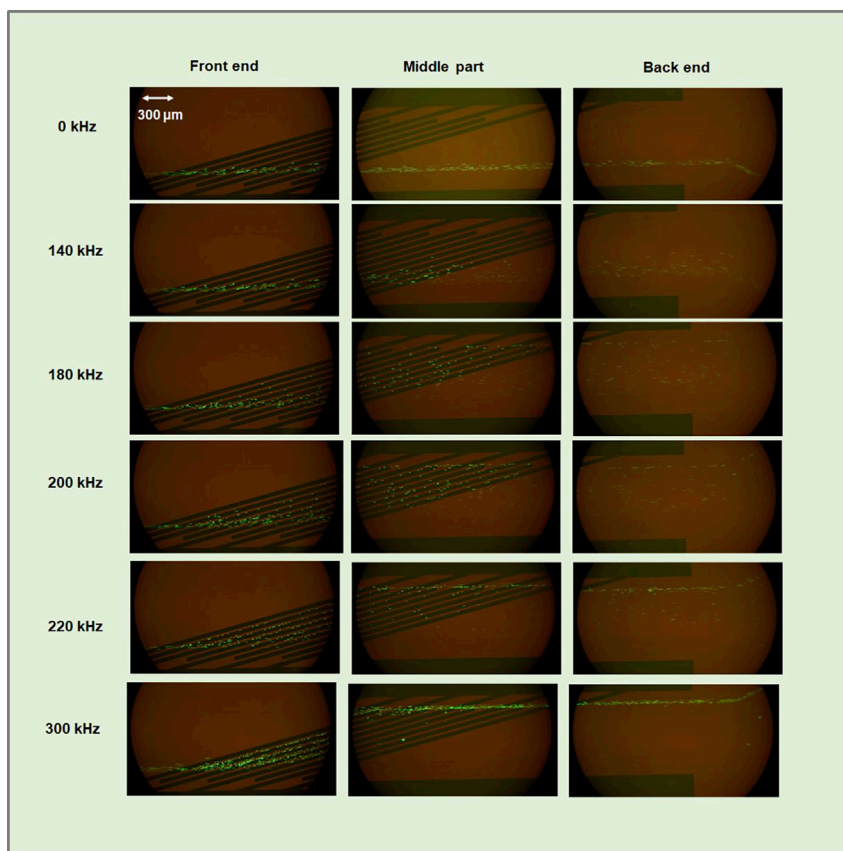 Front end Middle part Back end
300 µm
0 kHz
140 kHz
180 kHz
200 kHz
220 kHz
300 kHz